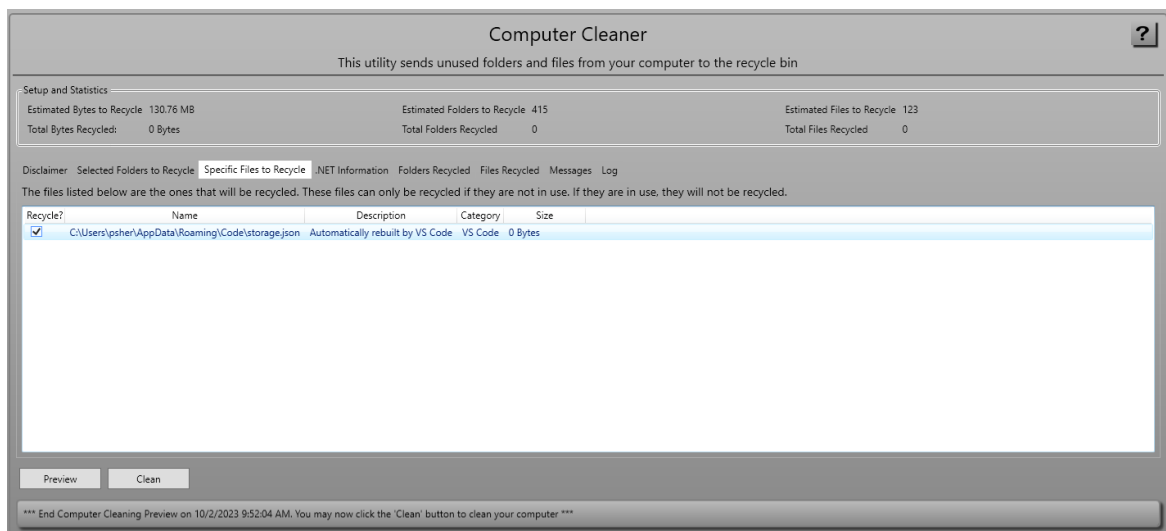 Computer Cleaner
?
This utility sends unused folders and files from your computer to the recycle bin
Setup and Statistics
Estimated Bytes to Recycle 130.76 MB Estimated Folders to Recycle 415 Estimated Files to Recycle 123
Total Bytes Recycled: 0 Bytes Total Folders Recycled 0 Total Files Recycled 0
Disclaimer Selected Folders to Recycle Specific Files to Recycle .NET Information Folders Recycled Files Recycled Messages Log
The files listed below are the ones that will be recycled. These files can only be recycled if they are not in use. If they are in use, they will not be recycled.
Recycle? Name Description Category Size
C:\Users\psher\AppData\Roaming\Code\storage.json Automatically rebuilt by VS Code VS Code 0 Bytes
Preview Clean
*** End Computer Cleaning Preview on 10/2/2023 9:52:04 AM. You may now click the 'Clean' button to clean your computer ***